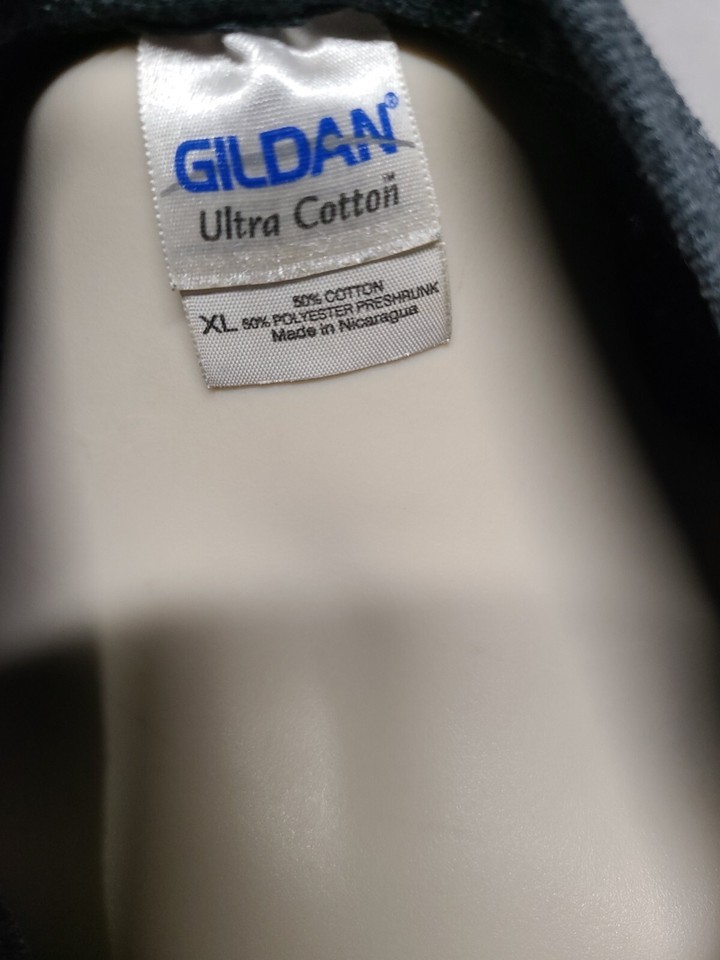 GILDAN®
Ultra Cotton™
50% COTTON
XL 50% POLYESTER PRESHRUNK
Made in Nicaragua